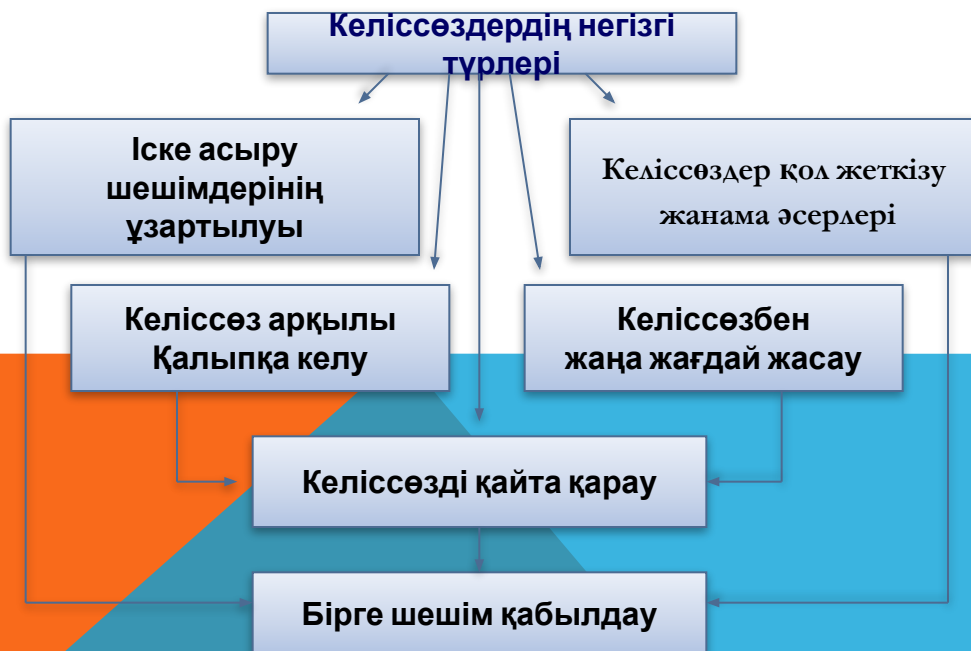 Келіссөздердің негізгі
түрлері
Іске асыру
шешімдерінің
ұзартылуы
Келіссөздер қол жеткізу
жанама әсерлері
Келіссөз арқылы
Қалыпқа келу
Келіссөзбен
жаңа жағдай жасау
Келіссөзді қайта қарау
Бірге шешім қабылдау